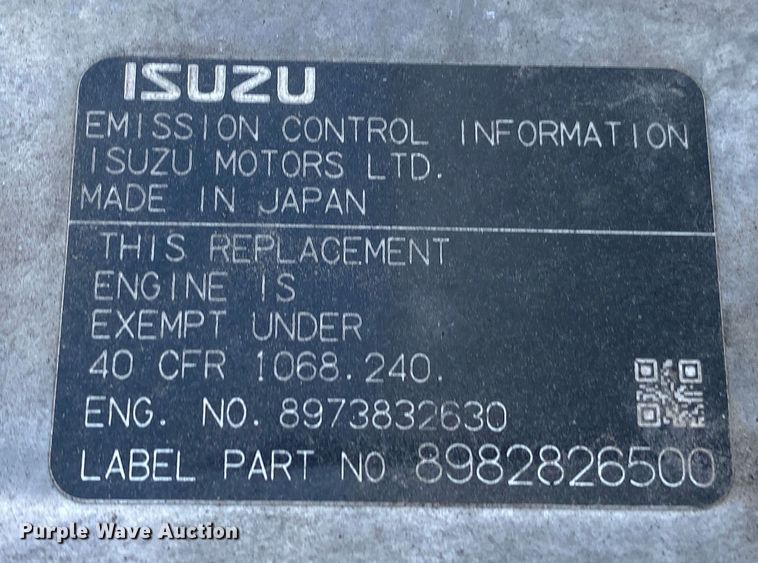 ISUZU
EMISSION CONTROL INFORMATION
ISUZU MOTORS LTD.
MADE IN JAPAN
THIS REPLACEMENT
ENGINE IS
EXEMPT UNDER
40 CFR 1068.240.
ENG. NO. 8973832630
LABEL PART NO 8982826500
Purple Wave Auction